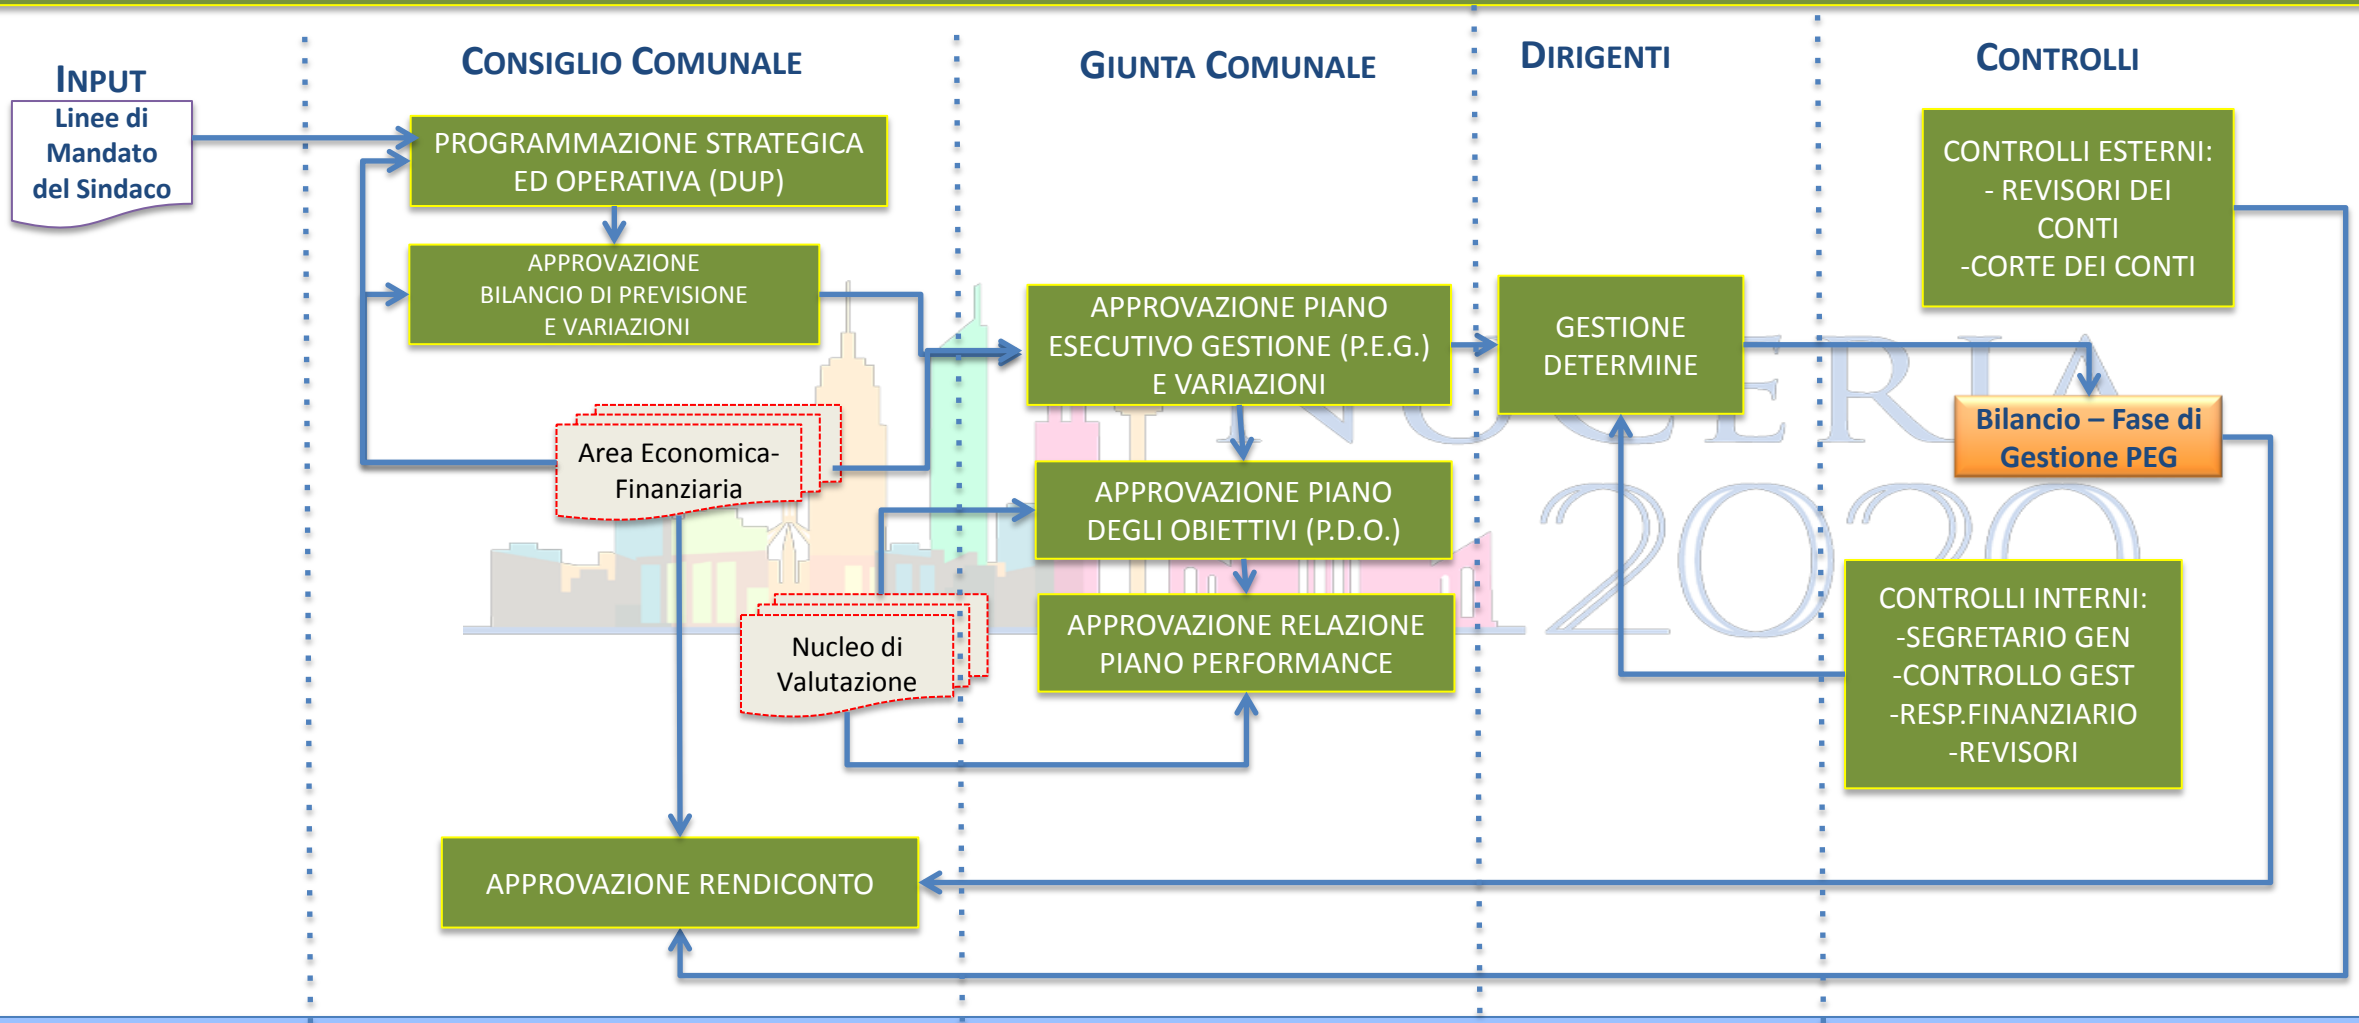 INPUT
Linee di
Mandato
del Sindaco
CONSIGLIO COMUNALE
PROGRAMMAZIONE STRATEGICA
ED OPERATIVA (DUP)
APPROVAZIONE
BILANCIO DI PREVISIONE
E VARIAZIONI
Area Economica-
Finanziaria
Nucleo di
Valutazione
APPROVAZIONE RENDICONTO
GIUNTA COMUNALE
APPROVAZIONE PIANO
ESECUTIVO GESTIONE (P.E.G.)
E VARIAZIONI
APPROVAZIONE PIANO
DEGLI OBIETTIVI (P.D.O.)
APPROVAZIONE RELAZIONE
PIANO PERFORMANCE
DIRIGENTI
GESTIONE
DETERMINE
CONTROLLI
CONTROLLI ESTERNI:
- REVISORI DEI
CONTI
-CORTE DEI CONTI
Bilancio – Fase di
Gestione PEG
CONTROLLI INTERNI:
-SEGRETARIO GEN
-CONTROLLO GEST
-RESP.FINANZIARIO
-REVISORI
NUCERIA
2020